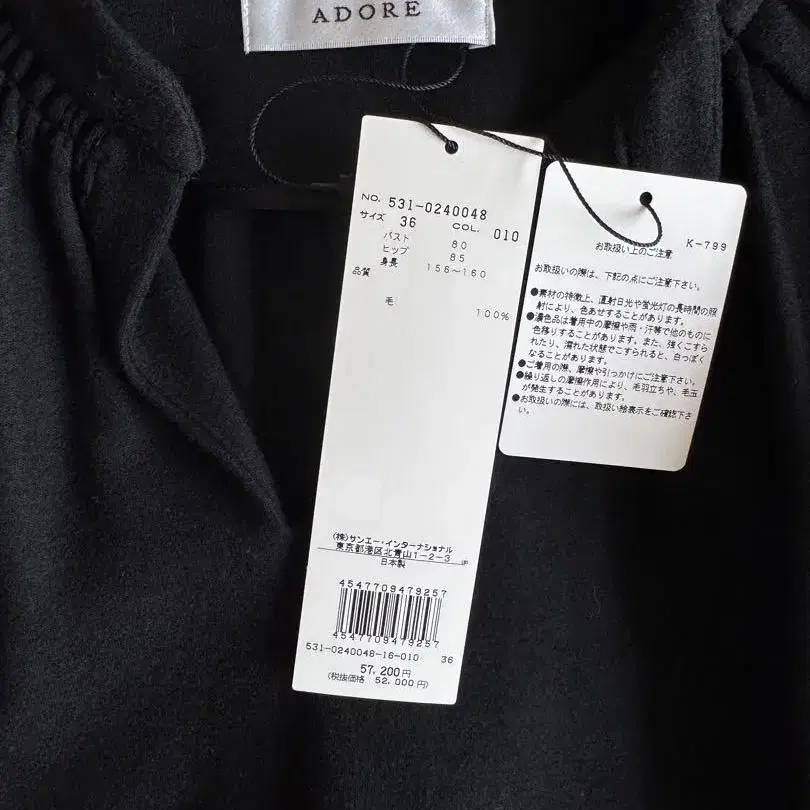 ADORE
NO. 531-0240048
サイズ 36 COL. 010
バスト 80
ヒップ 85
身長 156~160
品質
毛 100%
(株)サンエー・インターナショナル
東京都港区北青山1-2-3 UP
日本製
4547709479257
4547709479257
531-0240048-16-010 36
57,200円
(税抜価格 52,000円)
K-799
お取扱い上のご注意
お取扱いの際は、下記の点にご注意下さい。
●素材の特徴上、直射日光や蛍光灯の長時間の照
射により、色あせすることがあります。
●濃色品は着用中の摩擦や雨・汗等で他のものに
色移りすることがあります。また、強くこすら
れたり、濡れた状態でこすられると、白っぽく
なることがあります。
●ご着用の際、摩擦や引っかけにご注意下さい。
●繰り返しの摩擦作用により、毛羽立ちや、毛玉
が発生することがあります。
●お取扱いの際には、取扱い絵表示をご確認下さ
い。